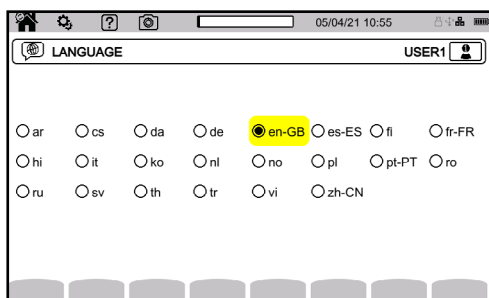 ? 05/04/21 10:55
LANGUAGE USER1
ar cs da de en-GB es-ES fi fr-FR
hi it ko nl no pl pt-PT ro
ru sv th tr vi zh-CN